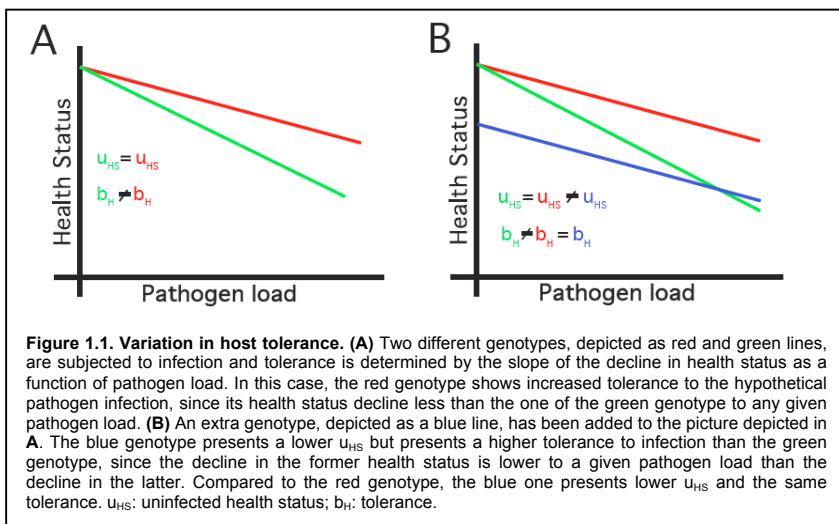 A
B
Health Status
u_HS = u_HS
b_H ≠ b_H
Pathogen load
Health Status
u_HS = u_HS ≠ u_HS
b_H ≠ b_H = b_H
Pathogen load
Figure 1.1. Variation in host tolerance. (A) Two different genotypes, depicted as red and green lines,
are subjected to infection and tolerance is determined by the slope of the decline in health status as a
function of pathogen load. In this case, the red genotype shows increased tolerance to the hypothetical
pathogen infection, since its health status decline less than the one of the green genotype to any given
pathogen load. (B) An extra genotype, depicted as a blue line, has been added to the picture depicted in
A. The blue genotype presents a lower u_HS but presents a higher tolerance to infection than the green
genotype, since the decline in the former health status is lower to a given pathogen load than the
decline in the latter. Compared to the red genotype, the blue one presents lower u_HS and the same
tolerance. u_HS: uninfected health status; b_H: tolerance.